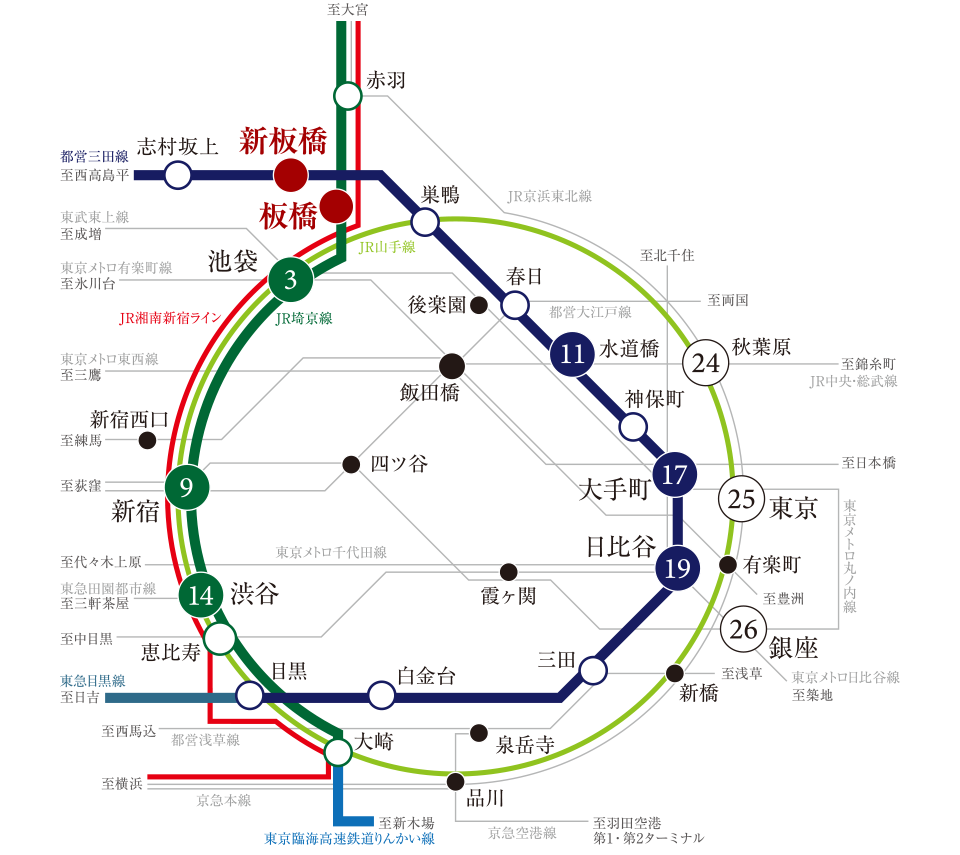 至大宮
赤羽
新板橋
志村坂上
都営三田線
至西高島平
板橋
巣鴨
JR京浜東北線
東武東上線
至成増
JR山手線
池袋
3
東京メトロ有楽町線
至氷川台
春日
至北千住
後楽園
都営大江戸線
至両国
JR湘南新宿ライン
JR埼京線
11
水道橋
24
秋葉原
東京メトロ東西線
至三鷹
飯田橋
至錦糸町
JR中央・総武線
神保町
新宿西口
至練馬
四ツ谷
至日本橋
17
大手町
至荻窪
9
新宿
25
東京
東京メトロ丸ノ内線
日比谷
19
東京メトロ千代田線
至代々木上原
有楽町
霞ヶ関
東急田園都市線
至三軒茶屋
14
渋谷
至豊洲
26
銀座
至中目黒
恵比寿
三田
目黒
白金台
至浅草
東京メトロ日比谷線
至築地
東急目黒線
至日吉
新橋
至西馬込
都営浅草線
大崎
泉岳寺
至横浜
京急本線
品川
至新木場
東京臨海高速鉄道りんかい線
京急空港線
至羽田空港
第1・第2ターミナル